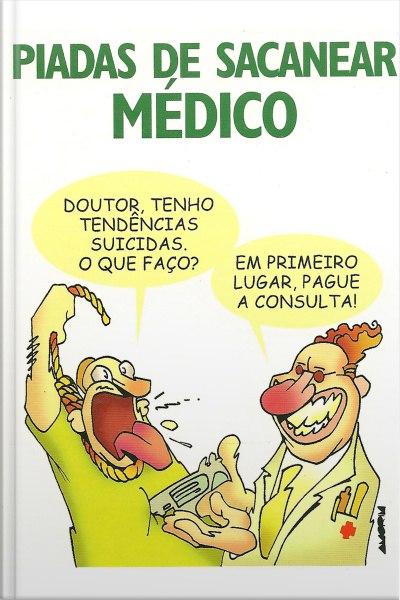 PIADAS DE SACANEAR
MÉDICO
DOUTOR, TENHO
TENDÊNCIAS
SUICIDAS.
O QUE FAÇO?
EM PRIMEIRO
LUGAR, PAGUE
A CONSULTA!